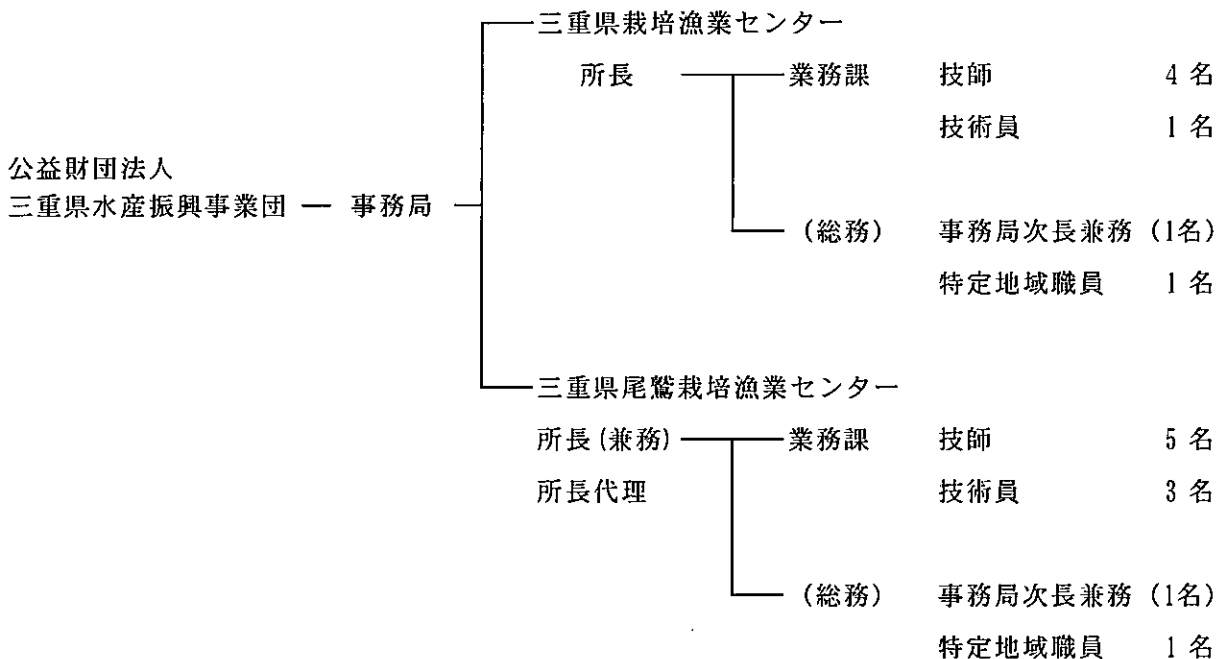 三重県栽培漁業センター
所長 業務課 技師 4 名
技術員 1 名
公益財団法人
三重県水産振興事業団 ― 事務局
(総務) 事務局次長兼務 (1名)
特定地域職員 1 名
三重県尾鷲栽培漁業センター
所長(兼務) 業務課 技師 5 名
所長代理 技術員 3 名
(総務) 事務局次長兼務 (1名)
特定地域職員 1 名